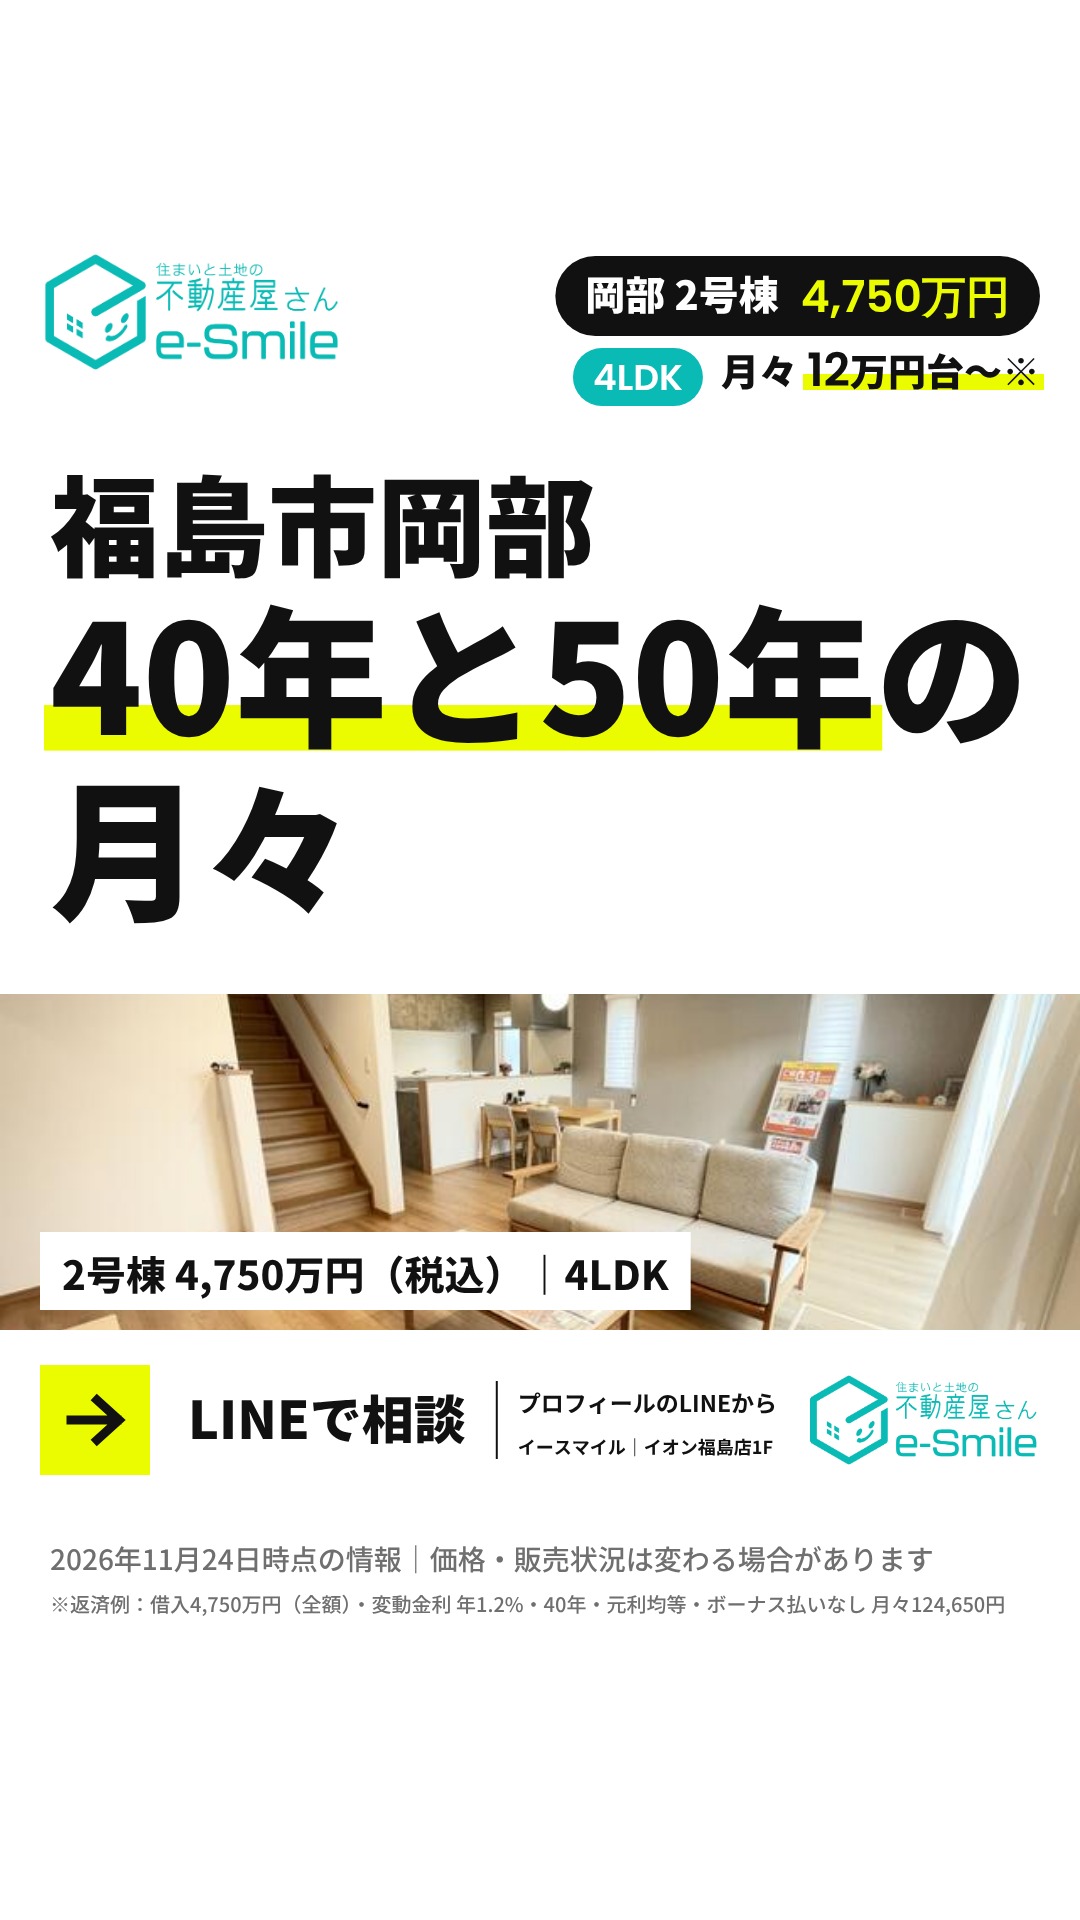 住まいと土地の
不動産屋さん
e-Smile
岡部 2号棟 4,750万円
4LDK 月々 12万円台〜※
福島市岡部
40年と50年の
月々
2号棟 4,750万円（税込）｜4LDK
LINEで相談
プロフィールのLINEから
イースマイル｜イオン福島店1F
住まいと土地の
不動産屋さん
e-Smile
2026年11月24日時点の情報｜価格・販売状況は変わる場合があります
※返済例：借入4,750万円（全額）・変動金利 年1.2%・40年・元利均等・ボーナス払いなし 月々124,650円